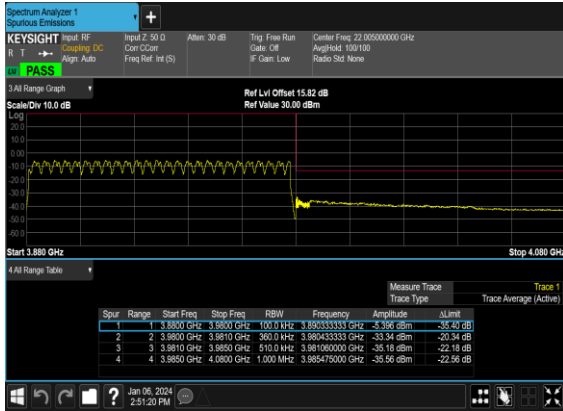 Spectrum Analyzer 1
Spurious Emissions
+
KEYSIGHT Input: RF Input Z: 50 Ω Atten: 30 dB Trig: Free Run Center Freq: 22.005000000 GHz
R T Coupling: DC Corr CCorr Gate: Off Avg|Hold: 100/100
Align: Auto Freq Ref: Int (S) IF Gain: Low Radio Std: None
LW PASS
3 All Range Graph
Ref Lvl Offset 15.82 dB
Scale/Div 10.0 dB Ref Value 30.00 dBm
Log
20.0
10.0
0.00
-10.0
-20.0
-30.0
-40.0
-50.0
-60.0
Start 3.880 GHz Stop 4.080 GHz
4 All Range Table
Measure Trace Trace 1
Trace Type Trace Average (Active)
Spur Range Start Freq Stop Freq RBW Frequency Amplitude ΔLimit
1 1 3.8800 GHz 3.9800 GHz 100.0 kHz 3.890333333 GHz -5.396 dBm -35.40 dB
2 2 3.9800 GHz 3.9810 GHz 360.0 kHz 3.980433333 GHz -33.34 dBm -20.34 dB
3 3 3.9810 GHz 3.9850 GHz 510.0 kHz 3.981060000 GHz -35.18 dBm -22.18 dB
4 4 3.9850 GHz 4.0800 GHz 1.000 MHz 3.985475000 GHz -35.56 dBm -22.56 dB
? Jan 06, 2024
2:51:20 PM